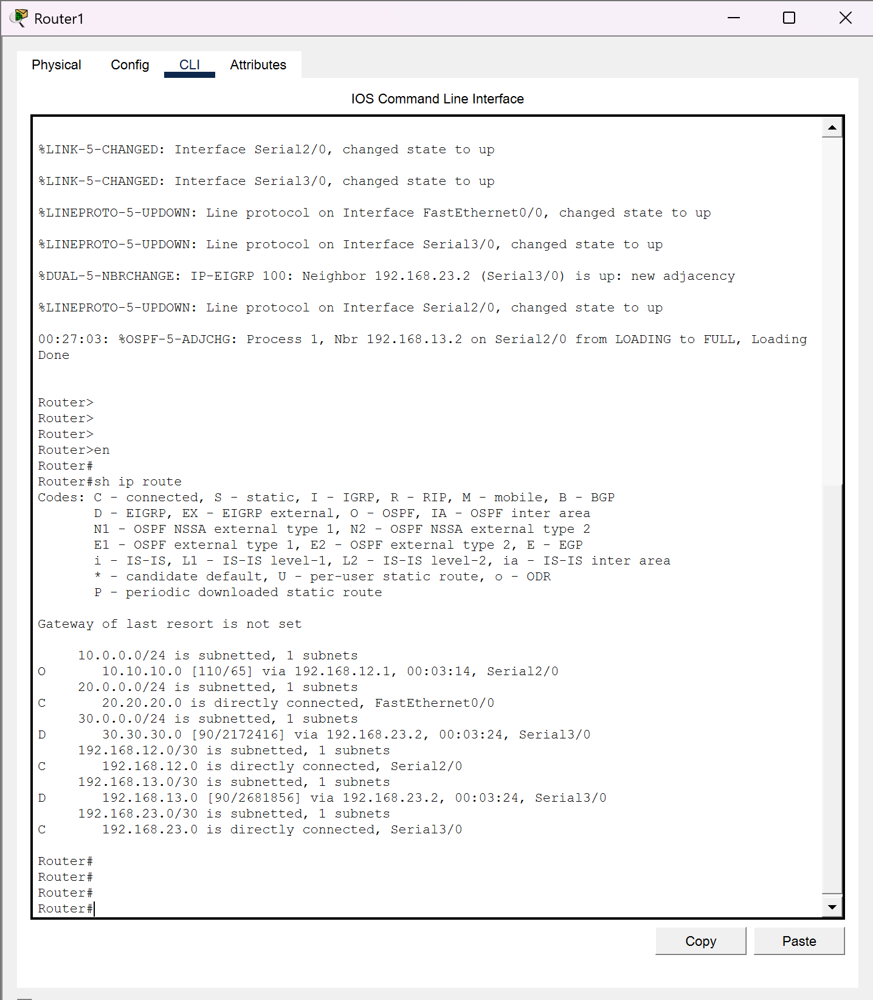 Router1
Physical Config CLI Attributes
IOS Command Line Interface
%LINK-5-CHANGED: Interface Serial2/0, changed state to up
%LINK-5-CHANGED: Interface Serial3/0, changed state to up
%LINEPROTO-5-UPDOWN: Line protocol on Interface FastEthernet0/0, changed state to up
%LINEPROTO-5-UPDOWN: Line protocol on Interface Serial3/0, changed state to up
%DUAL-5-NBRCHANGE: IP-EIGRP 100: Neighbor 192.168.23.2 (Serial3/0) is up: new adjacency
%LINEPROTO-5-UPDOWN: Line protocol on Interface Serial2/0, changed state to up
00:27:03: %OSPF-5-ADJCHG: Process 1, Nbr 192.168.13.2 on Serial2/0 from LOADING to FULL, Loading
Done
Router>
Router>
Router>
Router>en
Router#
Router#sh ip route
Codes: C - connected, S - static, I - IGRP, R - RIP, M - mobile, B - BGP
D - EIGRP, EX - EIGRP external, O - OSPF, IA - OSPF inter area
N1 - OSPF NSSA external type 1, N2 - OSPF NSSA external type 2
E1 - OSPF external type 1, E2 - OSPF external type 2, E - EGP
i - IS-IS, L1 - IS-IS level-1, L2 - IS-IS level-2, ia - IS-IS inter area
* - candidate default, U - per-user static route, o - ODR
P - periodic downloaded static route
Gateway of last resort is not set
10.0.0.0/24 is subnetted, 1 subnets
O 10.10.10.0 [110/65] via 192.168.12.1, 00:03:14, Serial2/0
20.0.0.0/24 is subnetted, 1 subnets
C 20.20.20.0 is directly connected, FastEthernet0/0
30.0.0.0/24 is subnetted, 1 subnets
D 30.30.30.0 [90/2172416] via 192.168.23.2, 00:03:24, Serial3/0
192.168.12.0/30 is subnetted, 1 subnets
C 192.168.12.0 is directly connected, Serial2/0
192.168.13.0/30 is subnetted, 1 subnets
D 192.168.13.0 [90/2681856] via 192.168.23.2, 00:03:24, Serial3/0
192.168.23.0/30 is subnetted, 1 subnets
C 192.168.23.0 is directly connected, Serial3/0
Router#
Router#
Router#
Router#
Copy Paste